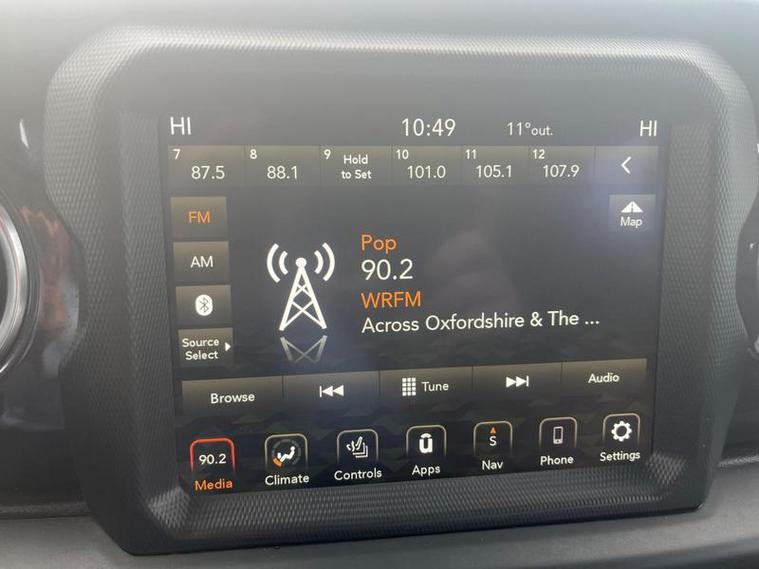 HI 10:49 11°out. HI
7 8 9 10 11 12
87.5 88.1 Hold to Set 101.0 105.1 107.9
FM
Map
AM
Pop
90.2
WRFM
Across Oxfordshire & The ...
Source
Select
Browse Tune Audio
90.2 S
Media Climate Controls Apps Nav Phone Settings